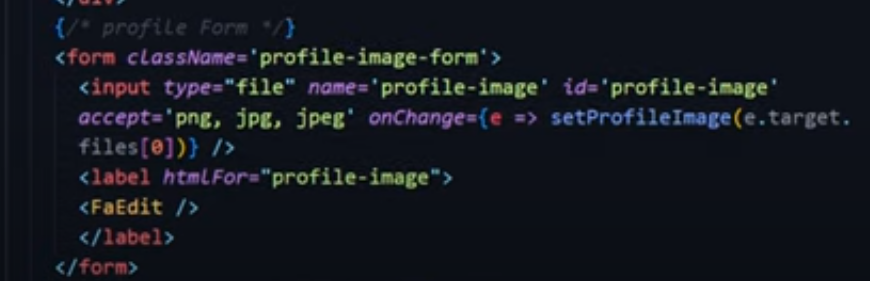 </div>
{/* profile Form */}
<form className='profile-image-form'>
<input type="file" name='profile-image' id='profile-image'
accept='png, jpg, jpeg' onChange={e => setProfileImage(e.target.
files[0])} />
<label htmlFor="profile-image">
<FaEdit />
</label>
</form>